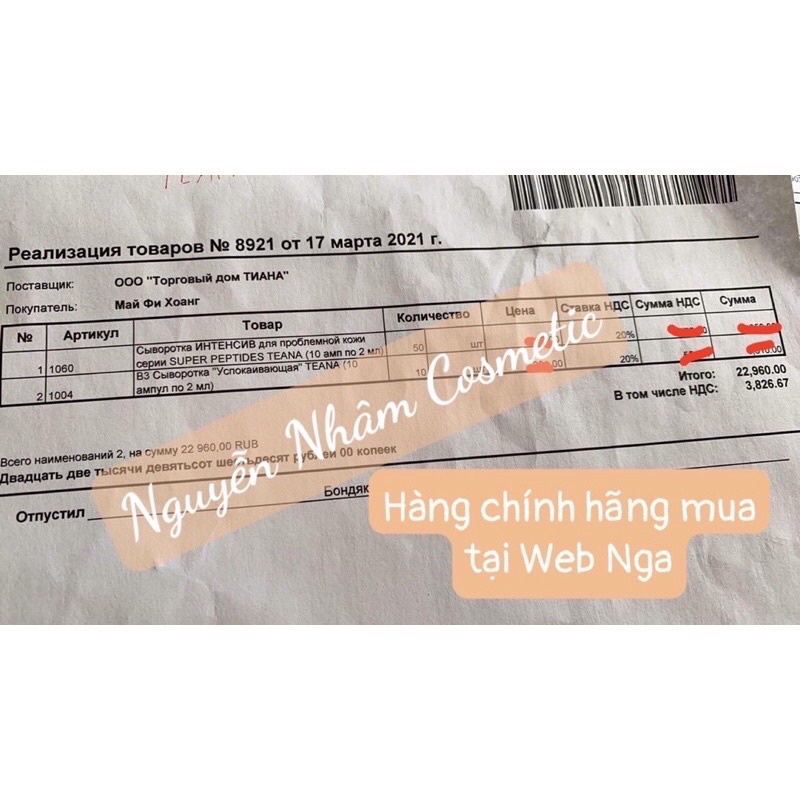 Реализация товаров № 8921 от 17 марта 2021 г.
Поставщик: ООО "Торговый дом ТИАНА"
Покупатель: Май Фи Хоанг
№ Артикул Товар Количество Цена Ставка НДС Сумма НДС Сумма
1 1060 Сыворотка ИНТЕНСИВ для проблемной кожи серии SUPER PEPTIDES TEANA (10 амп по 2 мл) 50 шт 20%
2 1004 B3 Сыворотка "Успокаивающая" TEANA (10 ампул по 2 мл) 10 20%
Итого: 22,960.00
В том числе НДС: 3,826.67
Всего наименований 2, на сумму 22 960,00 RUB
Двадцать две тысячи девятьсот шестьдесят рублей 00 копеек
Отпустил
Nguyễn Nhâm Cosmetic
Hàng chính hãng mua
tại Web Nga